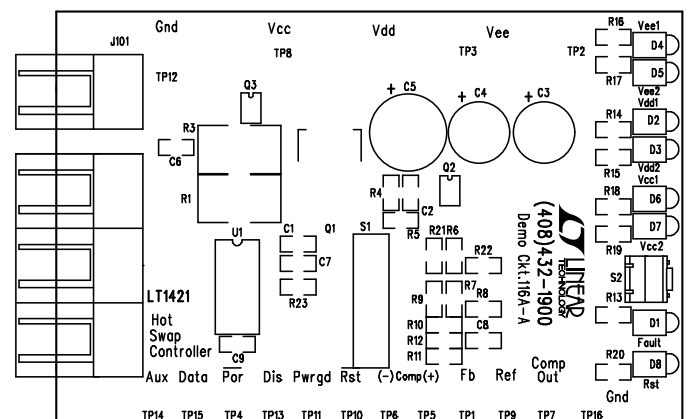 Gnd
Vcc
Vdd
Vee
R16
Vee1
J101
TP8
TP3
TP2
D4
TP12
D5
R17
Q3
C5
C4
C3
Vee2
+
+
+
Vdd1
R14
D2
R3
D3
C6
R15
Vdd2
Q2
R4
Vcc1
R18
D6
R1
C2
R5
D7
U1
C1
Q1
S1
R21
R6
R19
Vcc2
C7
R22
(408)432-1900
Demo Ckt.116A-A
LINEAR
TECHNOLOGY
S2
R23
R9
R7
R13
LT1421
R8
Hot
Swap
Controller
R10
R12
R11
C8
D1
Fault
C9
R20
D8
Rst
Aux
Data
Por
Dis
Pwrgd
Rst
(-)
Comp
(+)
Fb
Ref
Comp
Out
Gnd
TP14
TP15
TP4
TP13
TP11
TP10
TP6
TP5
TP1
TP9
TP7
TP16